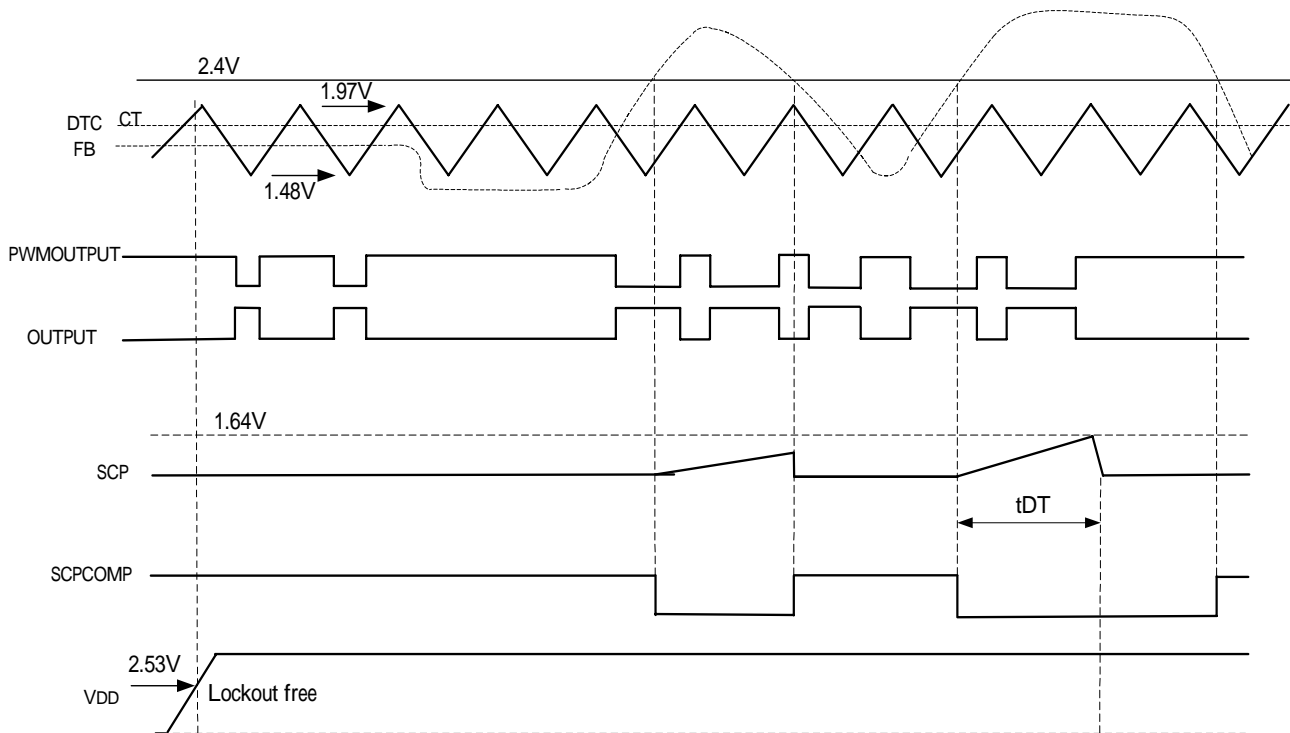 2.4V
1.97V
CT
DTC
FB
1.48V
PWMOUTPUT
OUTPUT
1.64V
SCP
tDT
SCPCOMP
2.53V
VDD
Lockout free